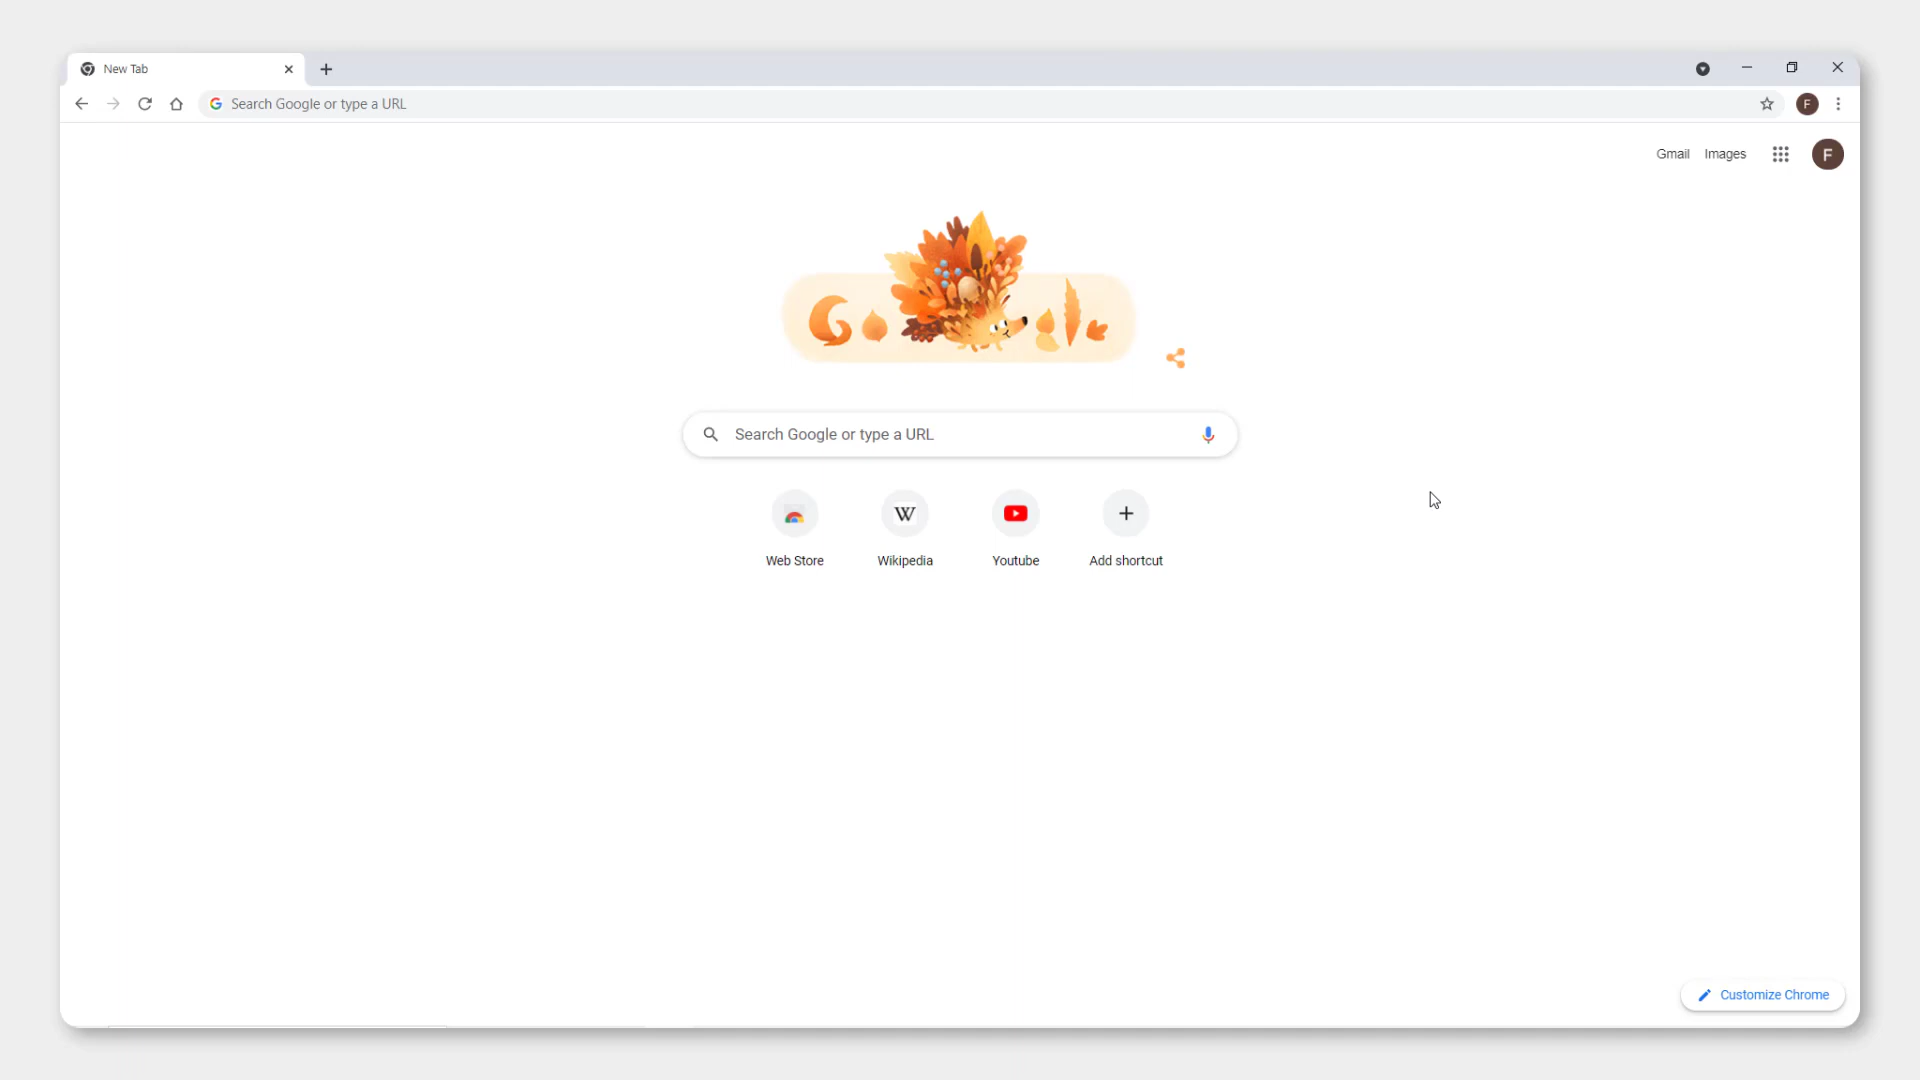 New Tab
Search Google or type a URL
F
Gmail Images F
Search Google or type a URL
W
Web Store Wikipedia Youtube Add shortcut
Customize Chrome